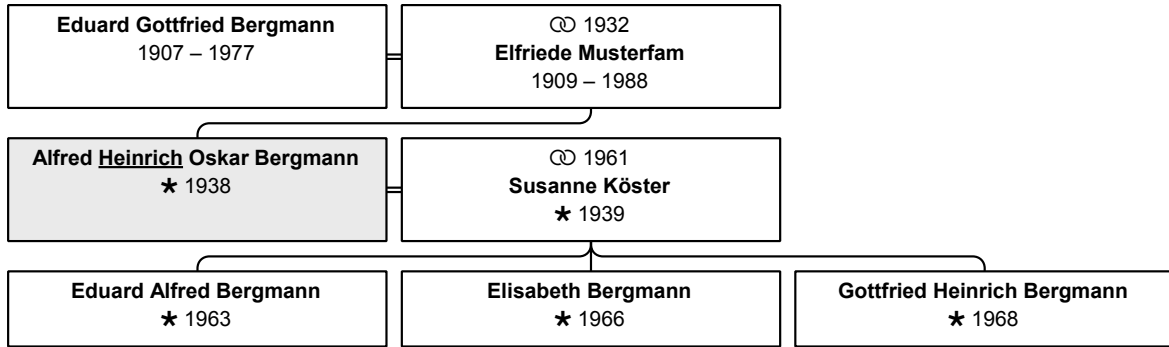 Eduard Gottfried Bergmann
1907 – 1977
⚭ 1932
Elfriede Musterfam
1909 – 1988
Alfred Heinrich Oskar Bergmann
★ 1938
⚭ 1961
Susanne Köster
★ 1939
Eduard Alfred Bergmann
★ 1963
Elisabeth Bergmann
★ 1966
Gottfried Heinrich Bergmann
★ 1968